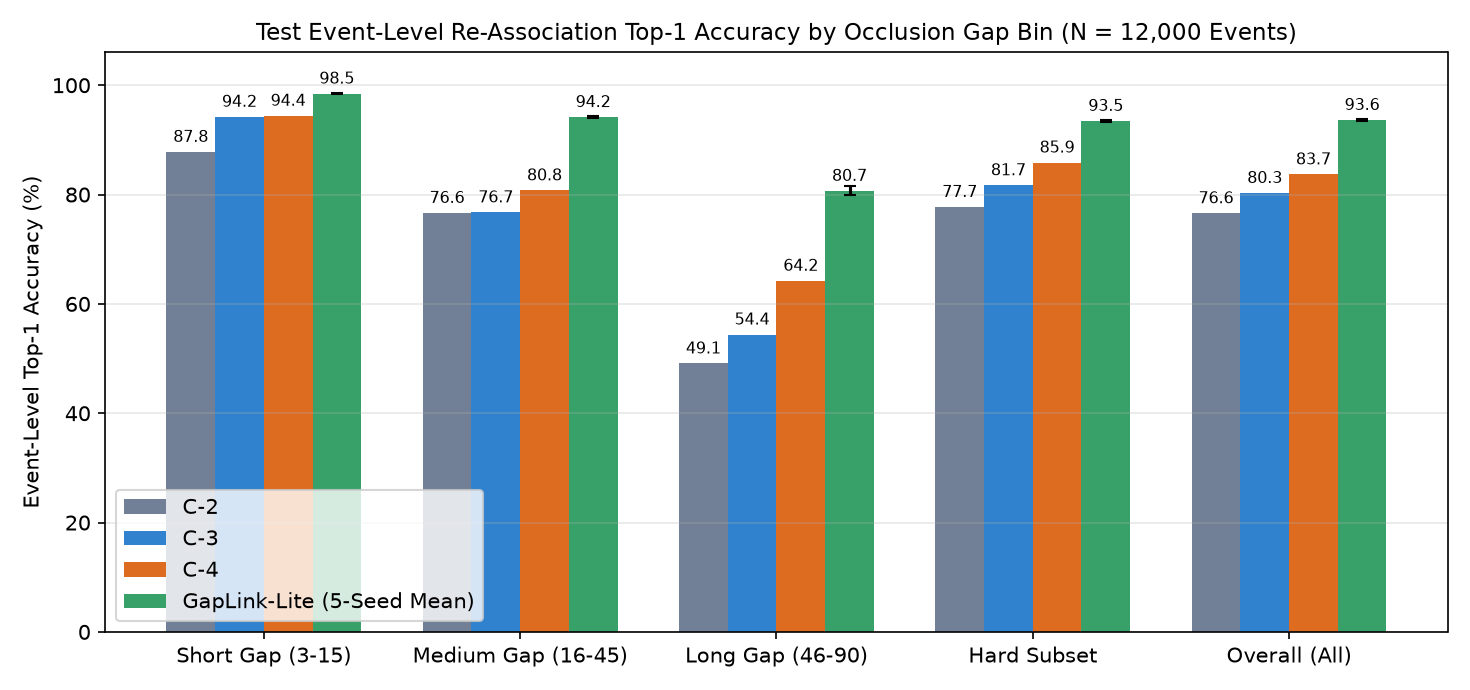 Test Event-Level Re-Association Top-1 Accuracy by Occlusion Gap Bin (N = 12,000 Events)
Event-Level Top-1 Accuracy (%)
100
80
60
40
20
0
87.8 94.2 94.4 98.5
76.6 76.7 80.8 94.2
49.1 54.4 64.2 80.7
77.7 81.7 85.9 93.5
76.6 80.3 83.7 93.6
C-2
C-3
C-4
GapLink-Lite (5-Seed Mean)
Short Gap (3-15) Medium Gap (16-45) Long Gap (46-90) Hard Subset Overall (All)